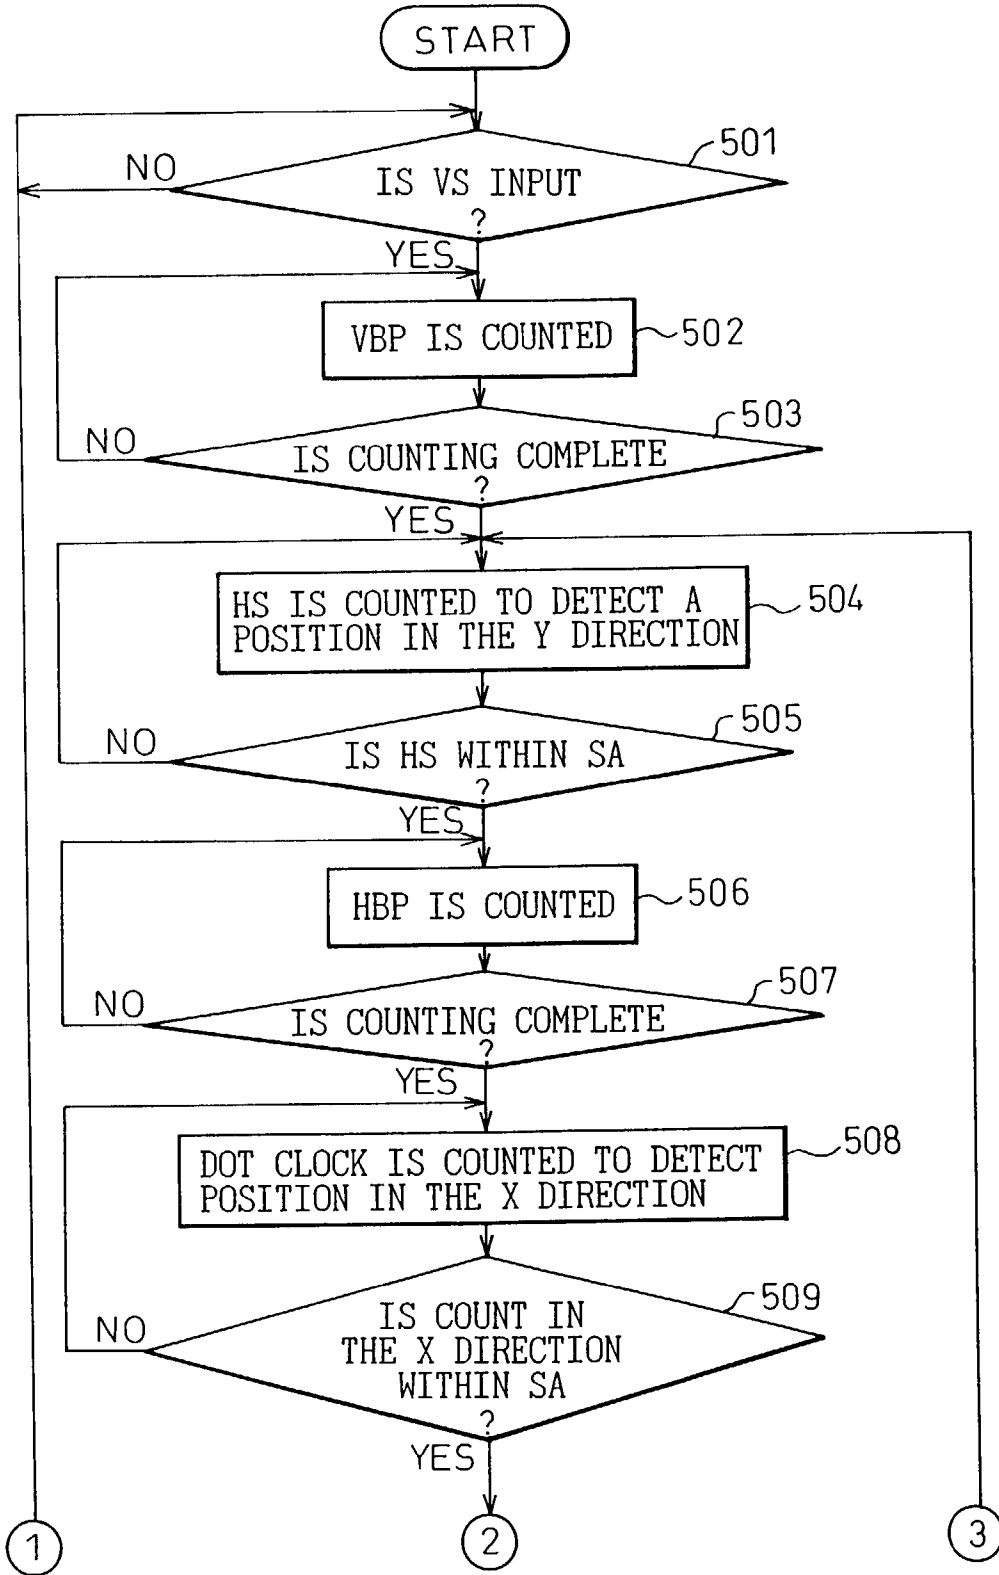 START
501
NO
IS VS INPUT
?
YES
VBP IS COUNTED
502
503
NO
IS COUNTING COMPLETE
?
YES
HS IS COUNTED TO DETECT A
POSITION IN THE Y DIRECTION
504
505
NO
IS HS WITHIN SA
?
YES
HBP IS COUNTED
506
507
NO
IS COUNTING COMPLETE
?
YES
DOT CLOCK IS COUNTED TO DETECT
POSITION IN THE X DIRECTION
508
509
NO
IS COUNT IN
THE X DIRECTION
WITHIN SA
?
YES
1
2
3